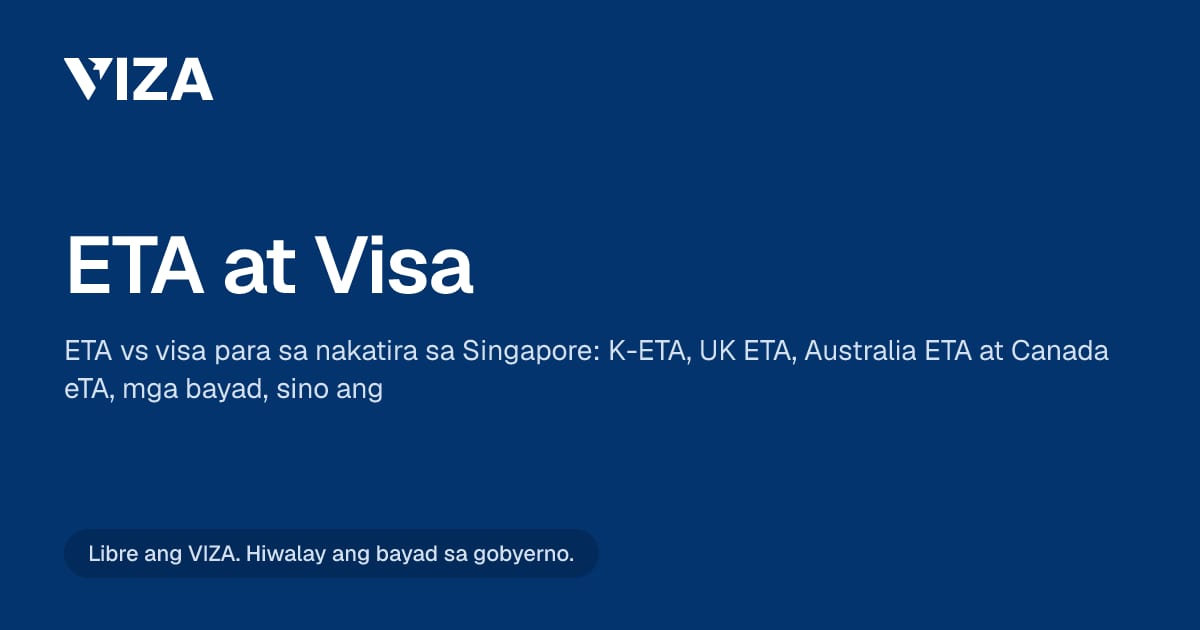 VIZA
ETA at Visa
ETA vs visa para sa nakatira sa Singapore: K-ETA, UK ETA, Australia ETA at Canada
eTA, mga bayad, sino ang
Libre ang VIZA. Hiwalay ang bayad sa gobyerno.